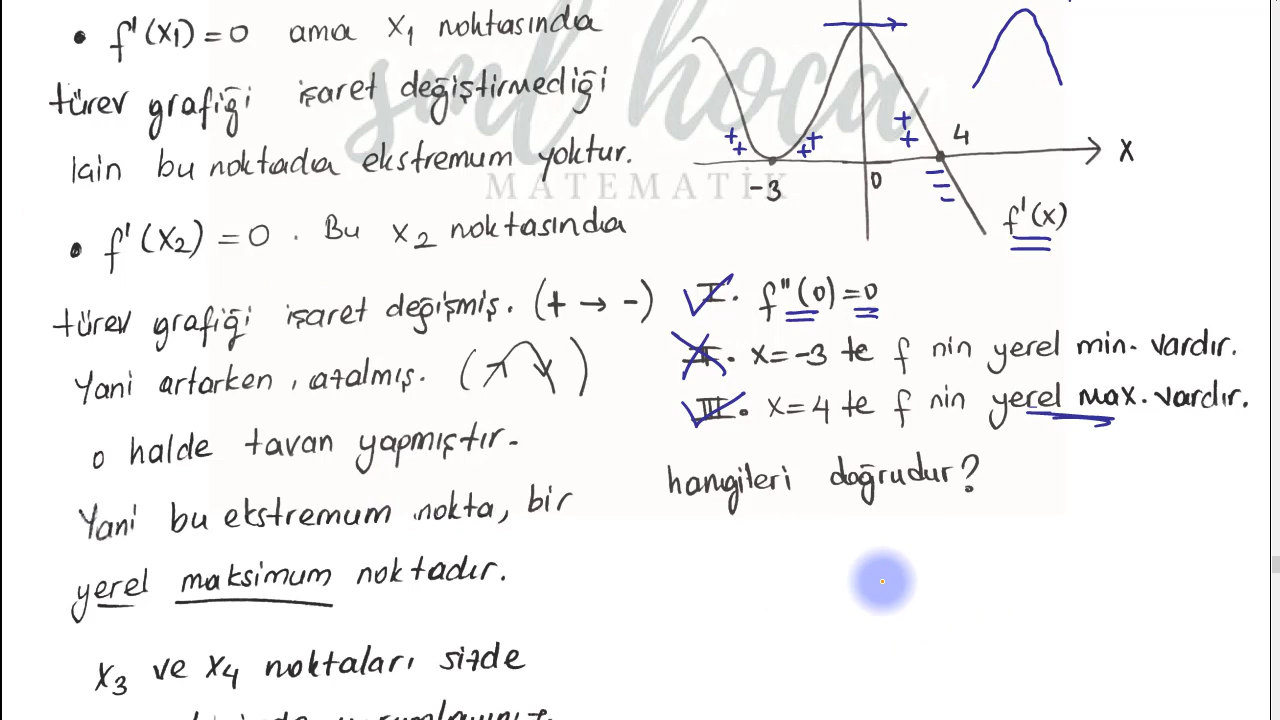 • f'(x1) = 0 ama x1 noktasında
türev grafiği işaret değiştirmediği
için bu noktada ekstremum yoktur.
• f'(x2) = 0 . Bu x2 noktasında
türev grafiği işaret değişmiş. (+ → -)
Yani artarken, azalmış. ( )
o halde tavan yapmıştır.
Yani bu ekstremum nokta, bir
yerel maksimum noktadır.
x3 ve x4 noktaları sizde
sml hoca
MATEMATİK
++ ++ ++ 4
-3 0 X
f'(x)
I. f''(0) = 0
II. x=-3 te f nin yerel min. vardır.
III. x=4 te f nin yerel max. vardır.
hangileri doğrudur?